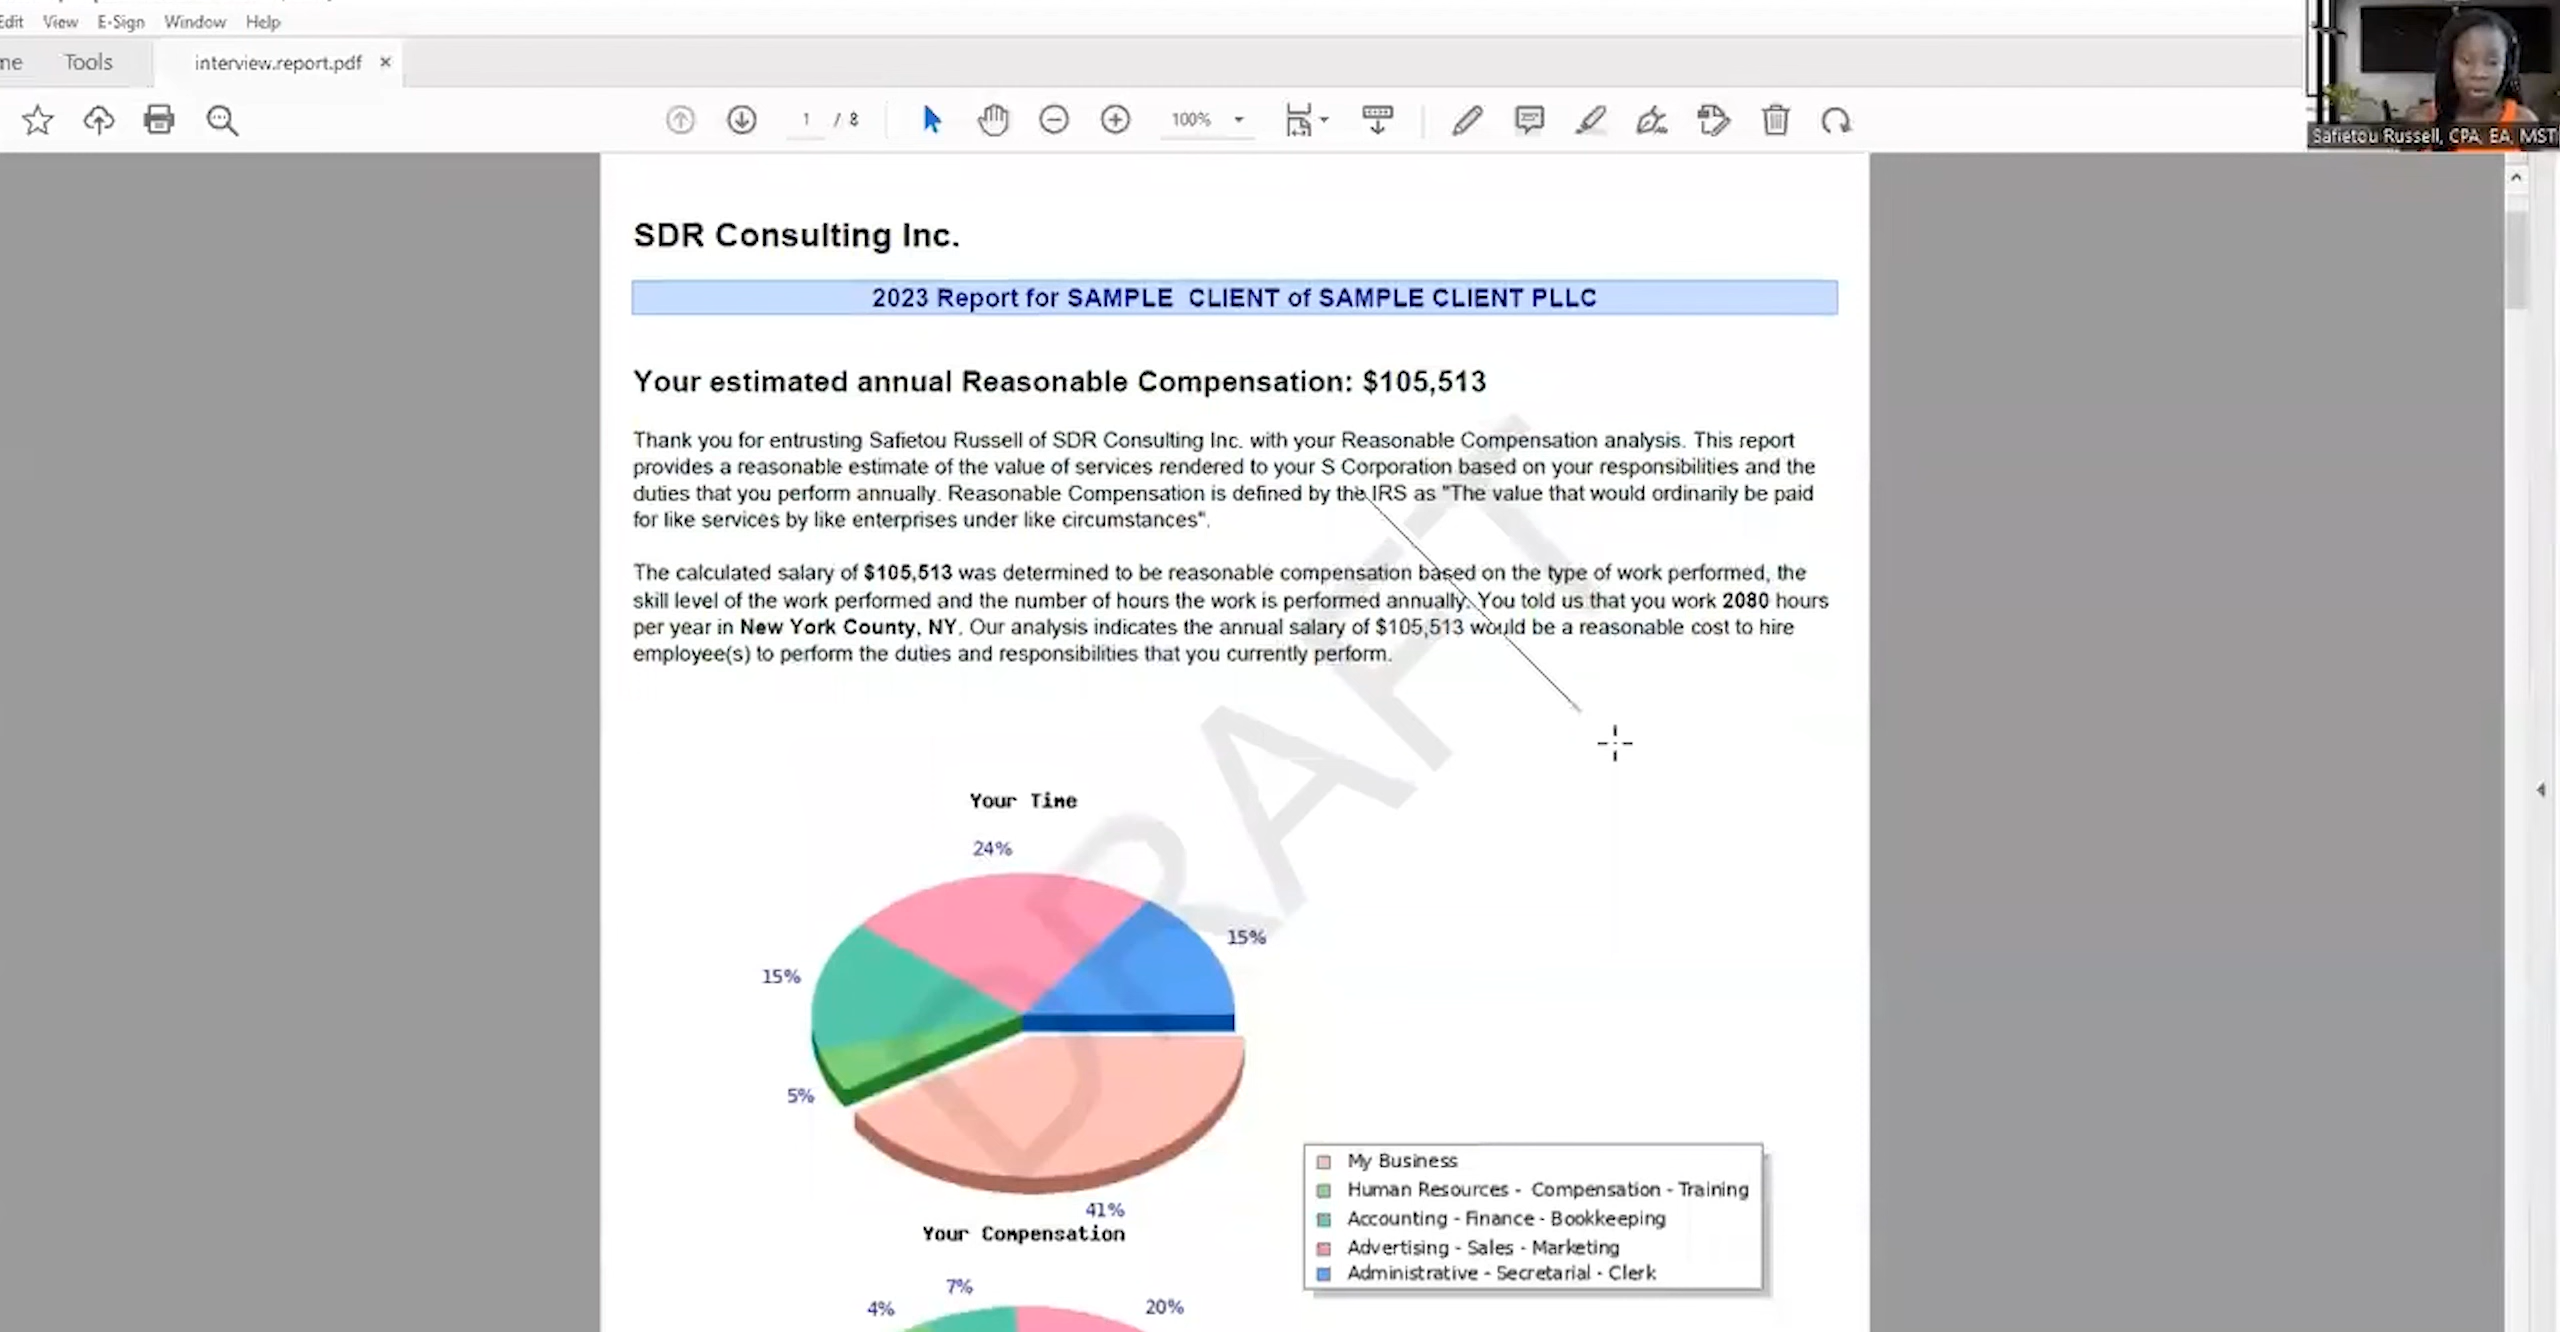 Edit View E-Sign Window Help
me Tools interview.report.pdf ×
1 / 8 100%
Safietou Russell, CPA, EA, MST
SDR Consulting Inc.
2023 Report for SAMPLE CLIENT of SAMPLE CLIENT PLLC
Your estimated annual Reasonable Compensation: $105,513
Thank you for entrusting Safietou Russell of SDR Consulting Inc. with your Reasonable Compensation analysis. This report
provides a reasonable estimate of the value of services rendered to your S Corporation based on your responsibilities and the
duties that you perform annually. Reasonable Compensation is defined by the IRS as "The value that would ordinarily be paid
for like services by like enterprises under like circumstances".
The calculated salary of $105,513 was determined to be reasonable compensation based on the type of work performed, the
skill level of the work performed and the number of hours the work is performed annually. You told us that you work 2080 hours
per year in New York County, NY. Our analysis indicates the annual salary of $105,513 would be a reasonable cost to hire
employee(s) to perform the duties and responsibilities that you currently perform.
DRAFT
Your Time
24%
15%
15%
5%
41%
My Business
Human Resources - Compensation - Training
Accounting - Finance - Bookkeeping
Advertising - Sales - Marketing
Administrative - Secretarial - Clerk
Your Compensation
7%
4%
20%